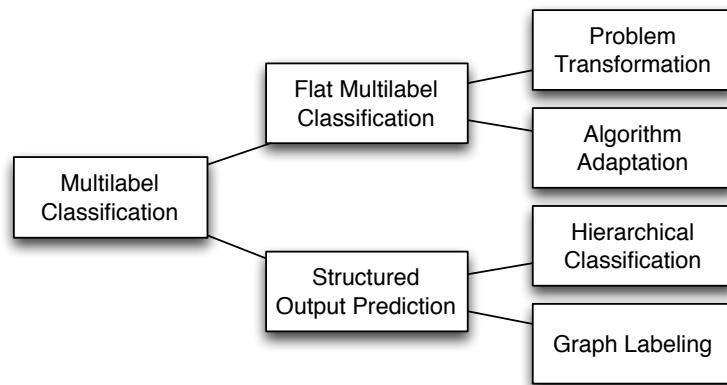 Multilabel
Classification
Flat Multilabel
Classification
Structured
Output Prediction
Problem
Transformation
Algorithm
Adaptation
Hierarchical
Classification
Graph Labeling